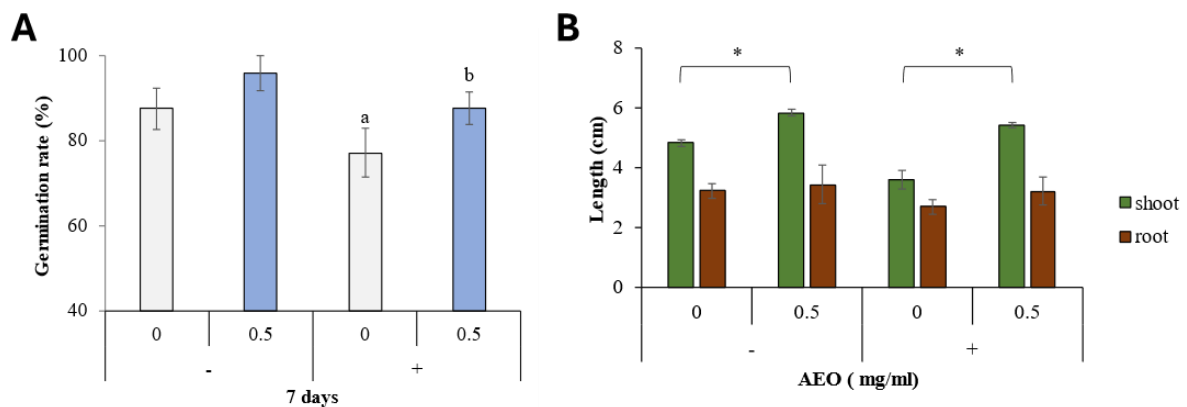 A
Germination rate (%)
100
80
60
40
a
b
0
0.5
0
0.5
-
+
7 days
B
Length (cm)
8
6
4
2
0
*
*
0
0.5
0
0.5
-
+
AEO ( mg/ml)
shoot
root